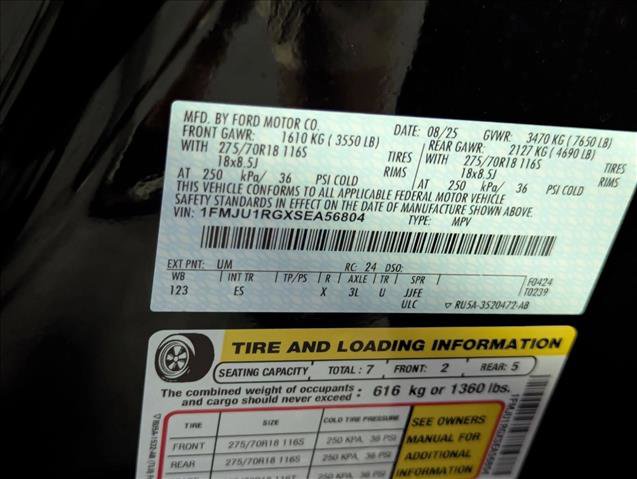 MFD. BY FORD MOTOR CO.
DATE: 08/25 GVWR: 3470 KG (7650 LB)
FRONT GAWR: 1610 KG (3550 LB) REAR GAWR: 2127 KG (4690 LB)
WITH 275/70R18 116S TIRES WITH 275/70R18 116S TIRES
18x8.5J RIMS 18x8.5J RIMS
AT 250 kPa/ 36 PSI COLD AT 250 kPa/ 36 PSI COLD
THIS VEHICLE CONFORMS TO ALL APPLICABLE FEDERAL MOTOR VEHICLE
SAFETY STANDARDS IN EFFECT ON THE DATE OF MANUFACTURE SHOWN ABOVE.
VIN: 1FMJU1RGXSEA56804 TYPE: MPV
EXT PNT: UM RC: 24 DSO:
WB INT TR TP/PS R AXLE TR SPR F0424
123 ES X 3L U JJFE T0239
ULC ▽ RU5A-3520472-AB
TIRE AND LOADING INFORMATION
SEATING CAPACITY TOTAL: 7 FRONT: 2 REAR: 5
The combined weight of occupants and cargo should never exceed: 616 kg or 1360 lbs.
TIRE SIZE COLD TIRE PRESSURE
FRONT 275/70R18 116S 250 KPA, 36 PSI
REAR 275/70R18 116S 250 KPA, 36 PSI
SEE OWNERS
MANUAL FOR
ADDITIONAL
INFORMATION